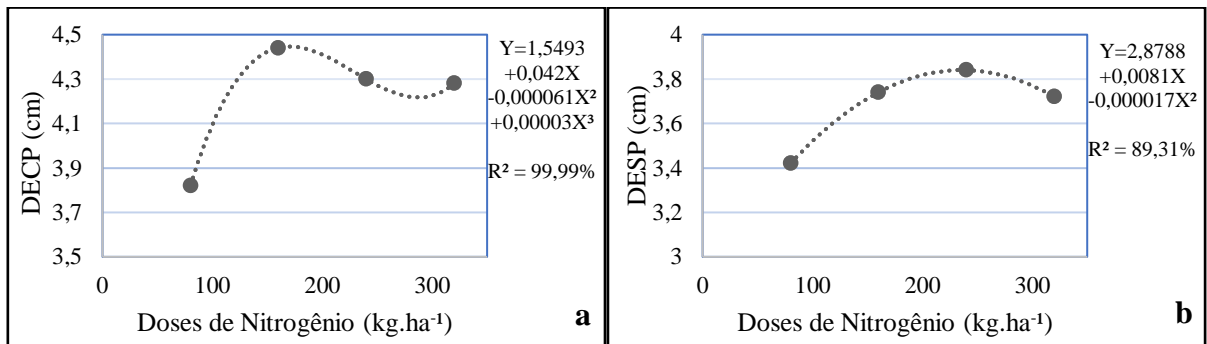 4,5
4,3
4,1
3,9
3,7
3,5
DECP (cm)
0
100
200
300
Doses de Nitrogênio (kg.ha⁻¹)
Y=1,5493
+0,042X
-0,000061X²
+0,00003X³
R² = 99,99%
a
4
3,8
3,6
3,4
3,2
3
DESP (cm)
0
100
200
300
Doses de Nitrogênio (kg.ha⁻¹)
Y=2,8788
+0,0081X
-0,000017X²
R² = 89,31%
b